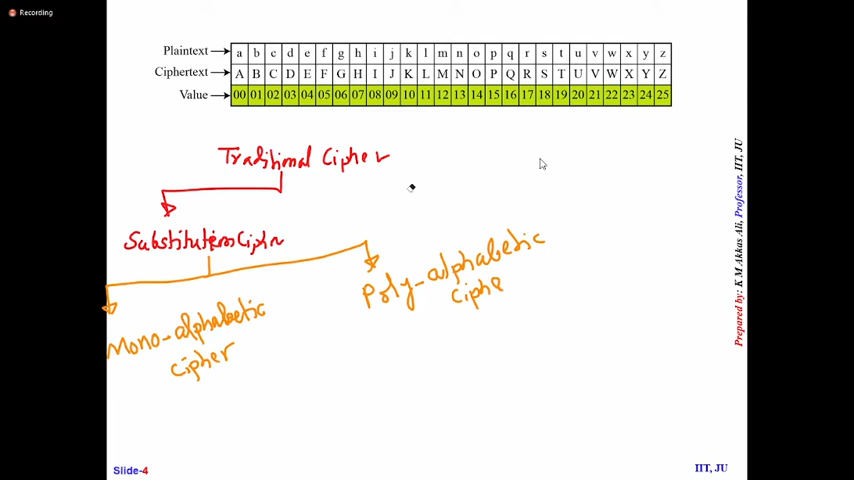 Recording
Plaintext a b c d e f g h i j k l m n o p q r s t u v w x y z
Ciphertext A B C D E F G H I J K L M N O P Q R S T U V W X Y Z
Value 00 01 02 03 04 05 06 07 08 09 10 11 12 13 14 15 16 17 18 19 20 21 22 23 24 25
Traditional Cipher
Substitution Cipher
Mono-alphabetic
cipher
Poly-alphabetic
ciphe
Prepared by: K M Akkas Ali, Professor, IIT, JU
Slide-4
IIT, JU